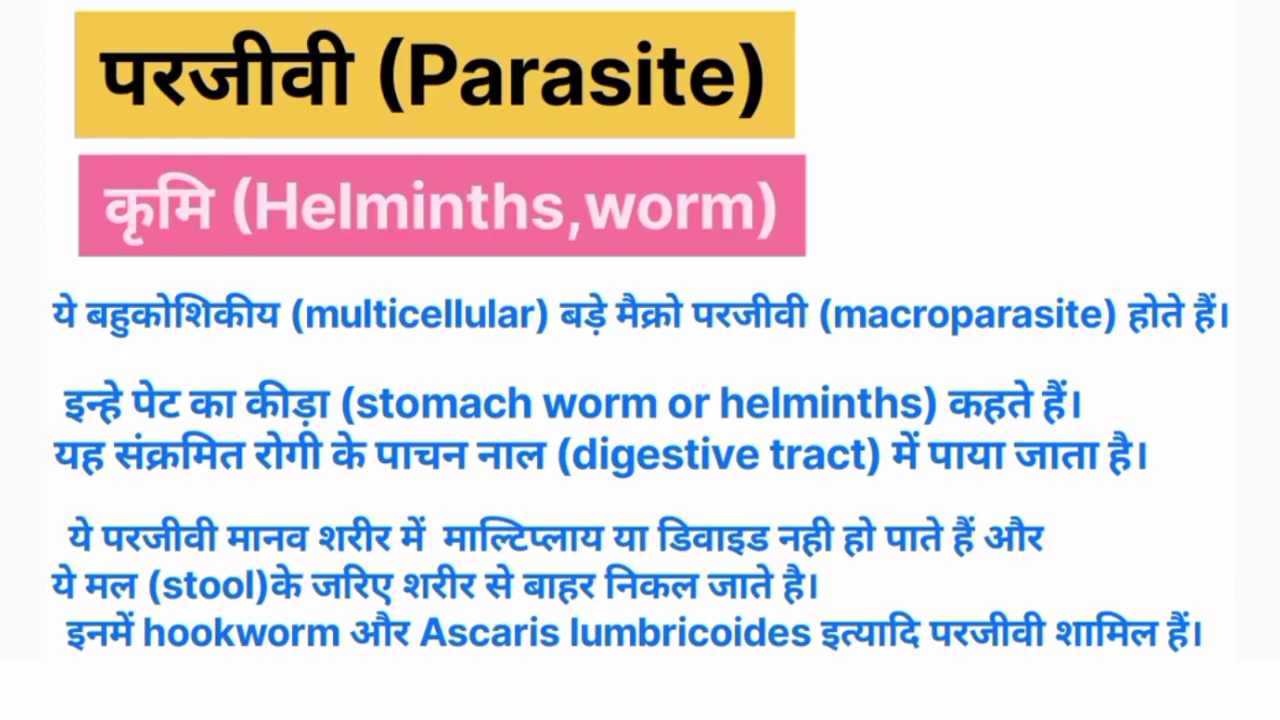 परजीवी (Parasite)
कृमि (Helminths,worm)
ये बहुकोशिकीय (multicellular) बड़े मैक्रो परजीवी (macroparasite) होते हैं।
इन्हे पेट का कीड़ा (stomach worm or helminths) कहते हैं।
यह संक्रमित रोगी के पाचन नाल (digestive tract) में पाया जाता है।
ये परजीवी मानव शरीर में माल्टिप्लाय या डिवाइड नही हो पाते हैं और
ये मल (stool)के जरिए शरीर से बाहर निकल जाते है।
इनमें hookworm और Ascaris lumbricoides इत्यादि परजीवी शामिल हैं।